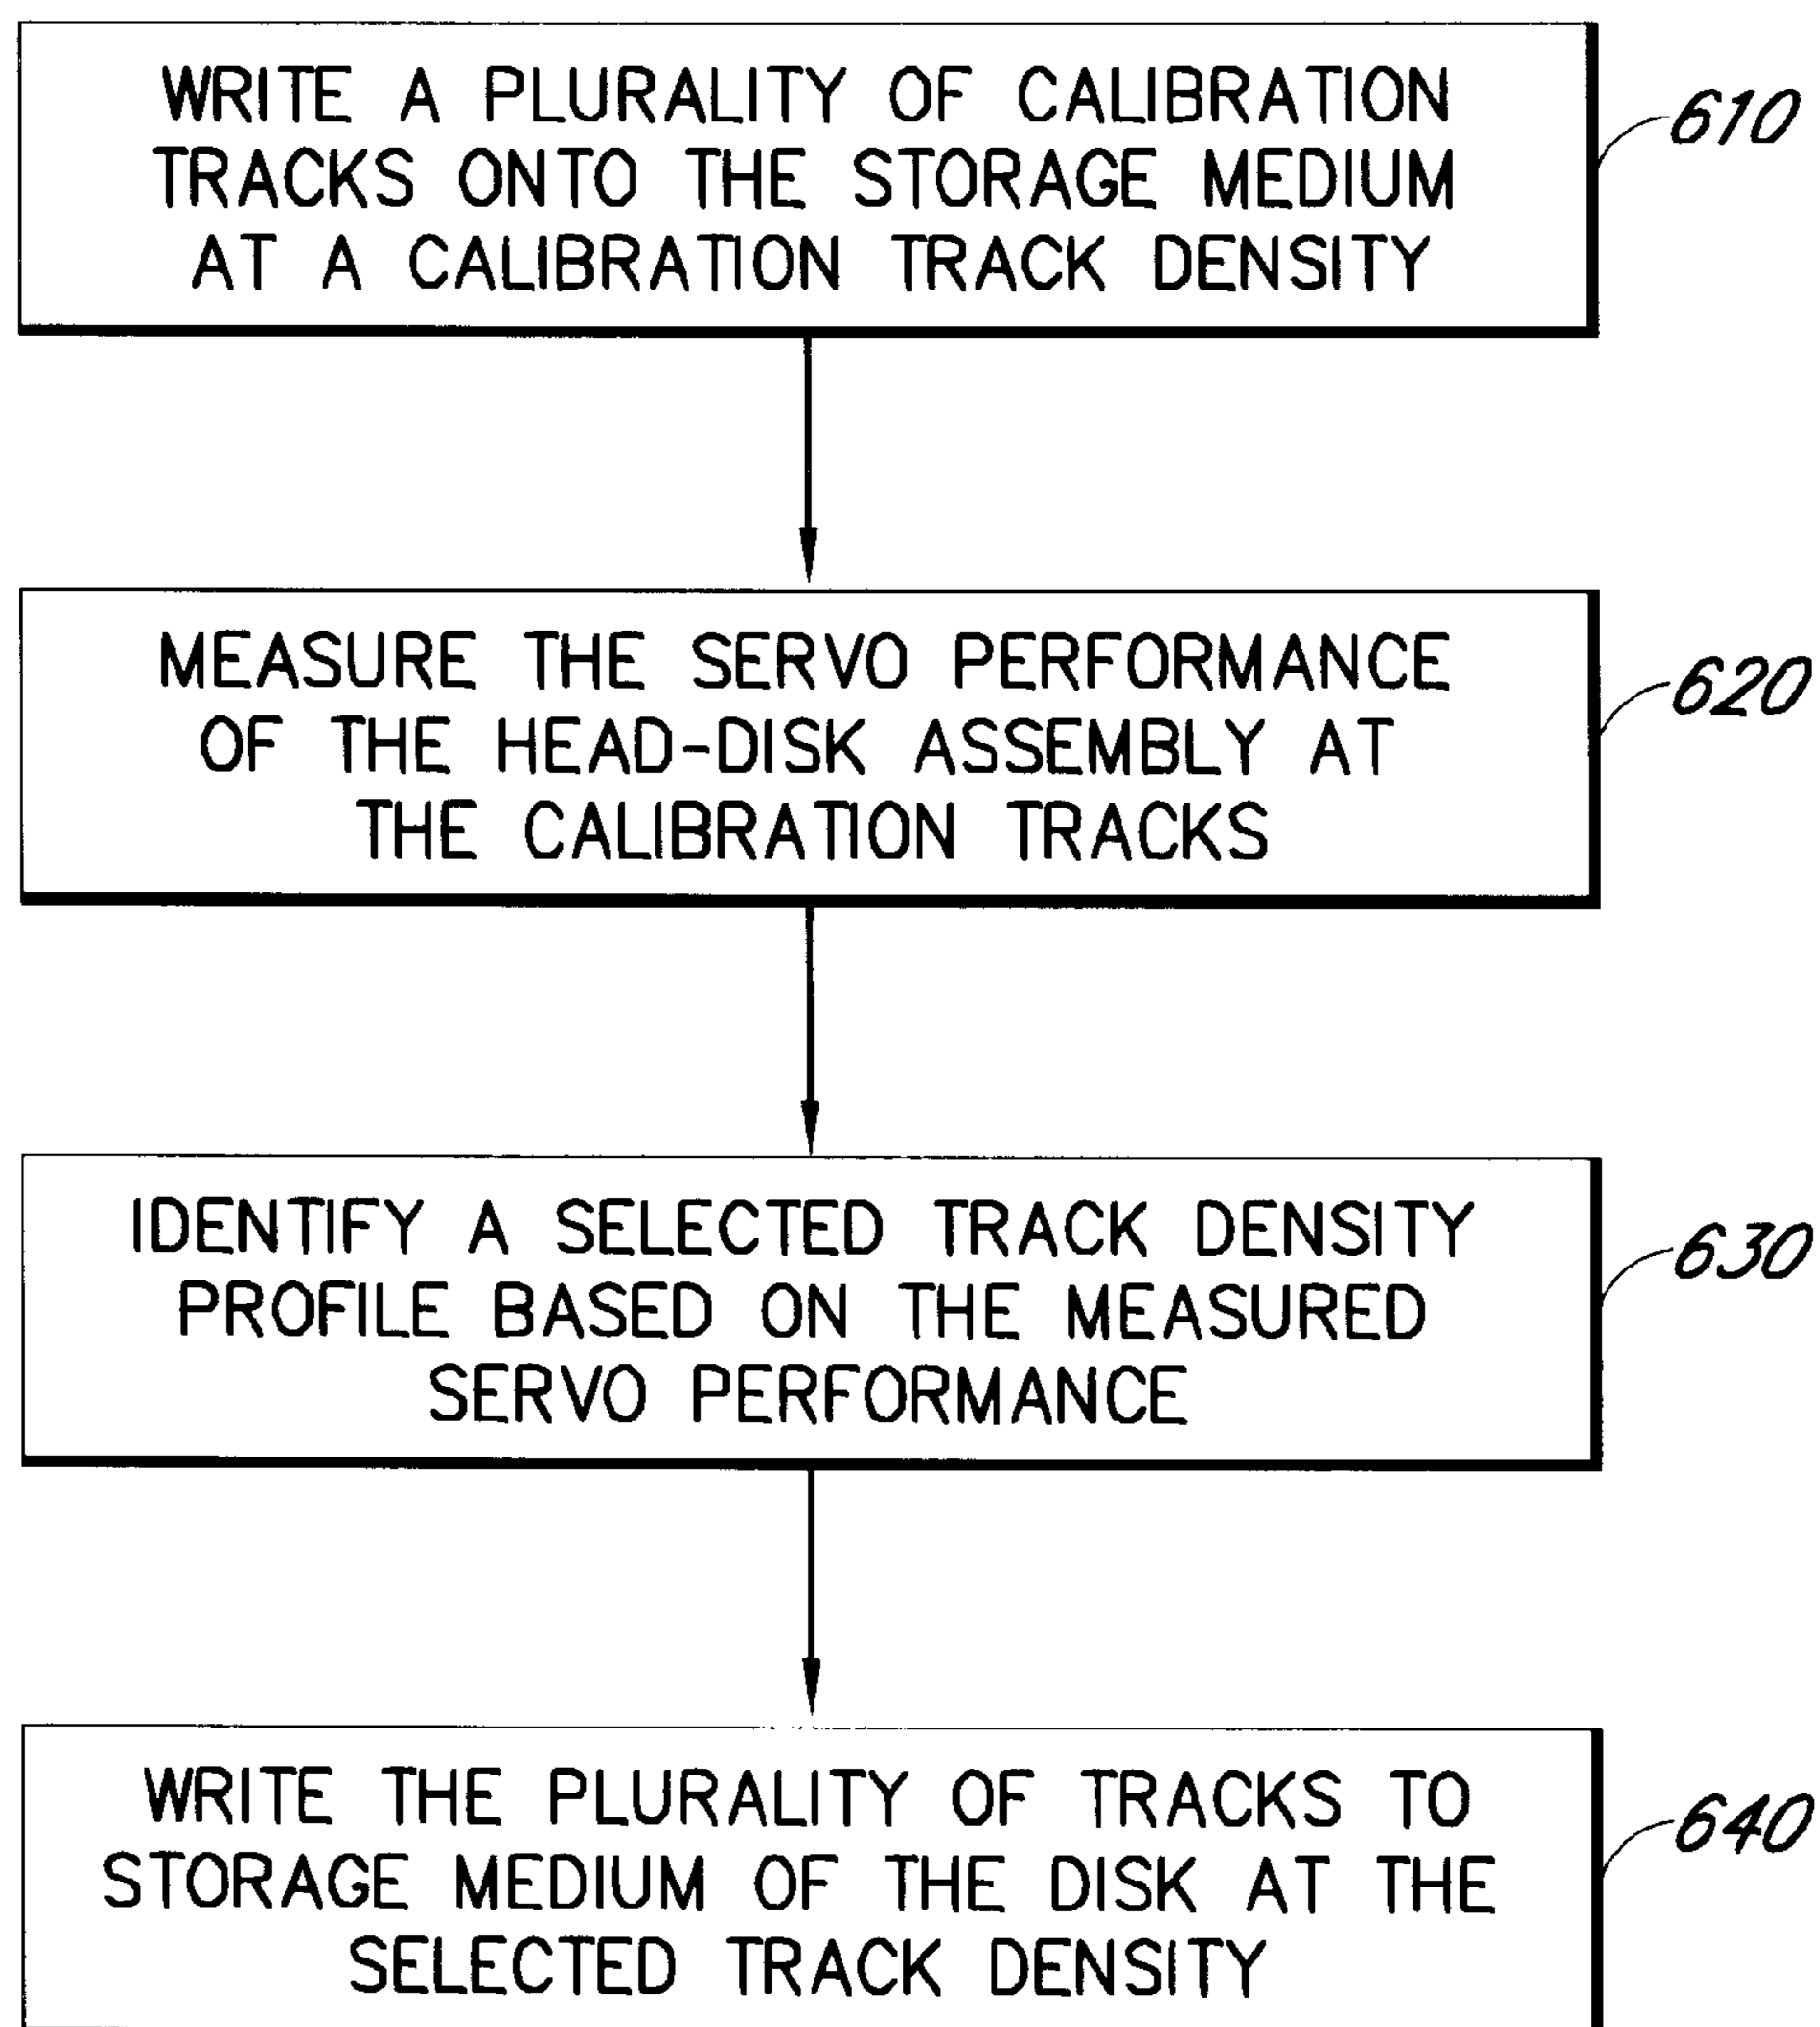 WRITE A PLURALITY OF CALIBRATION
TRACKS ONTO THE STORAGE MEDIUM
AT A CALIBRATION TRACK DENSITY
610
MEASURE THE SERVO PERFORMANCE
OF THE HEAD-DISK ASSEMBLY AT
THE CALIBRATION TRACKS
620
IDENTIFY A SELECTED TRACK DENSITY
PROFILE BASED ON THE MEASURED
SERVO PERFORMANCE
630
WRITE THE PLURALITY OF TRACKS TO
STORAGE MEDIUM OF THE DISK AT THE
SELECTED TRACK DENSITY
640